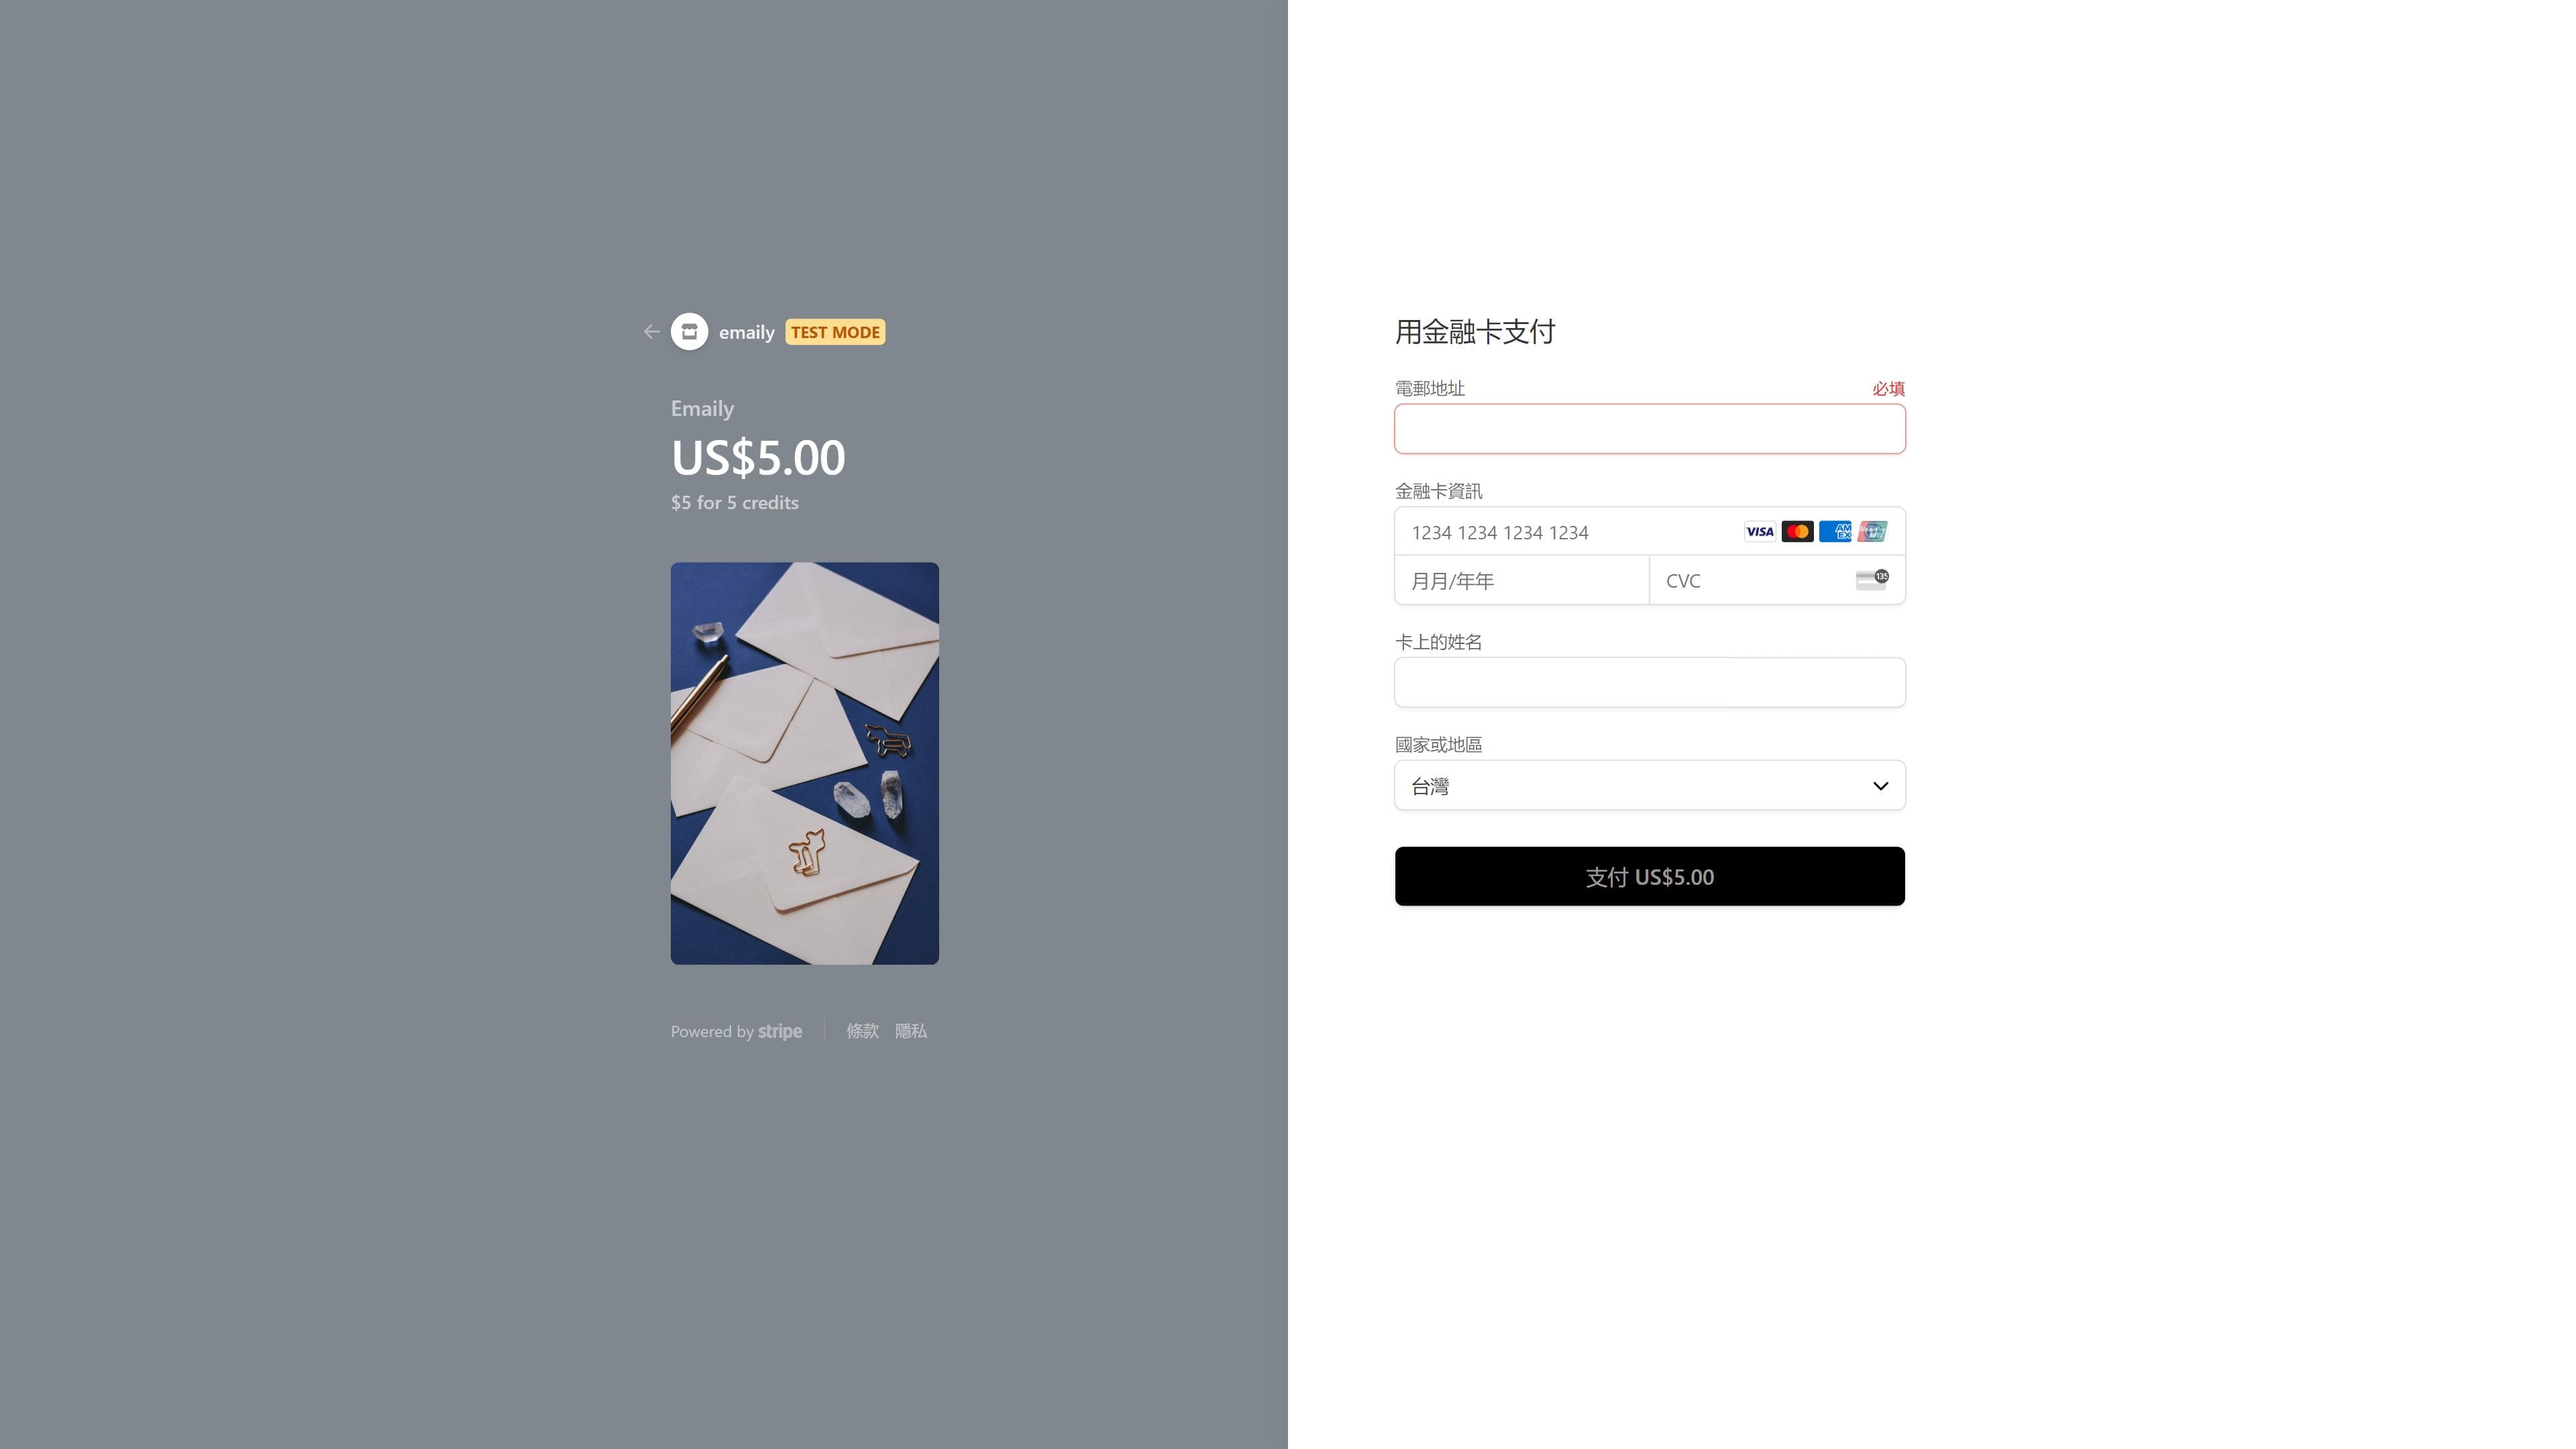 emaily TEST MODE
Emaily
US$5.00
$5 for 5 credits
Powered by stripe 條款 隱私
用金融卡支付
電郵地址 必填
金融卡資訊
1234 1234 1234 1234 VISA AM EX
月月/年年 CVC 135
卡上的姓名
國家或地區
台灣
支付 US$5.00